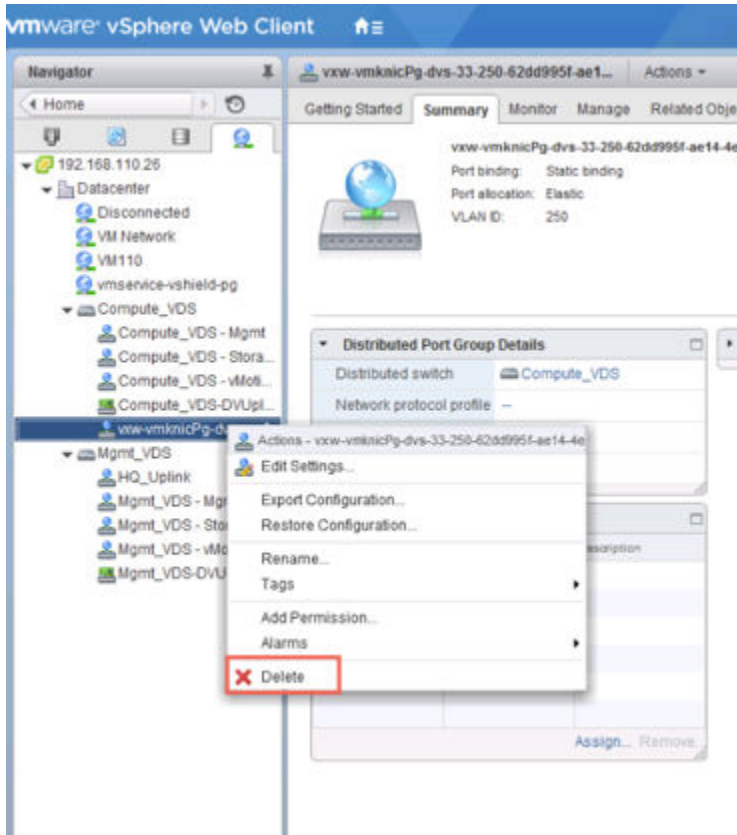 vmware® vSphere Web Client
Navigator
Home
192.168.110.26
Datacenter
Disconnected
VM Network
VM110
vmservice-vshield-pg
Compute_VDS
Compute_VDS - Mgmt
Compute_VDS - Stora...
Compute_VDS - vMoti...
Compute_VDS-DVUpl...
vxw-vmknicPg-d
Mgmt_VDS
HQ_Uplink
Mgmt_VDS - Mgr
Mgmt_VDS - Sto
Mgmt_VDS - vMo
Mgmt_VDS-DVU
vxw-vmknicPg-dvs-33-250-62dd995f-ae1...
Actions
Getting Started
Summary
Monitor
Manage
Related Obje
vxw-vmknicPg-dvs-33-250-62dd995f-ae14-4e
Port binding: Static binding
Port allocation: Elastic
VLAN ID: 250
Distributed Port Group Details
Distributed switch Compute_VDS
Network protocol profile --
Actions - vxw-vmknicPg-dvs-33-250-62dd995f-ae14-4e
Edit Settings...
Export Configuration...
Restore Configuration...
Rename...
Tags
Add Permission...
Alarms
Delete
escription
Assign... Remove...